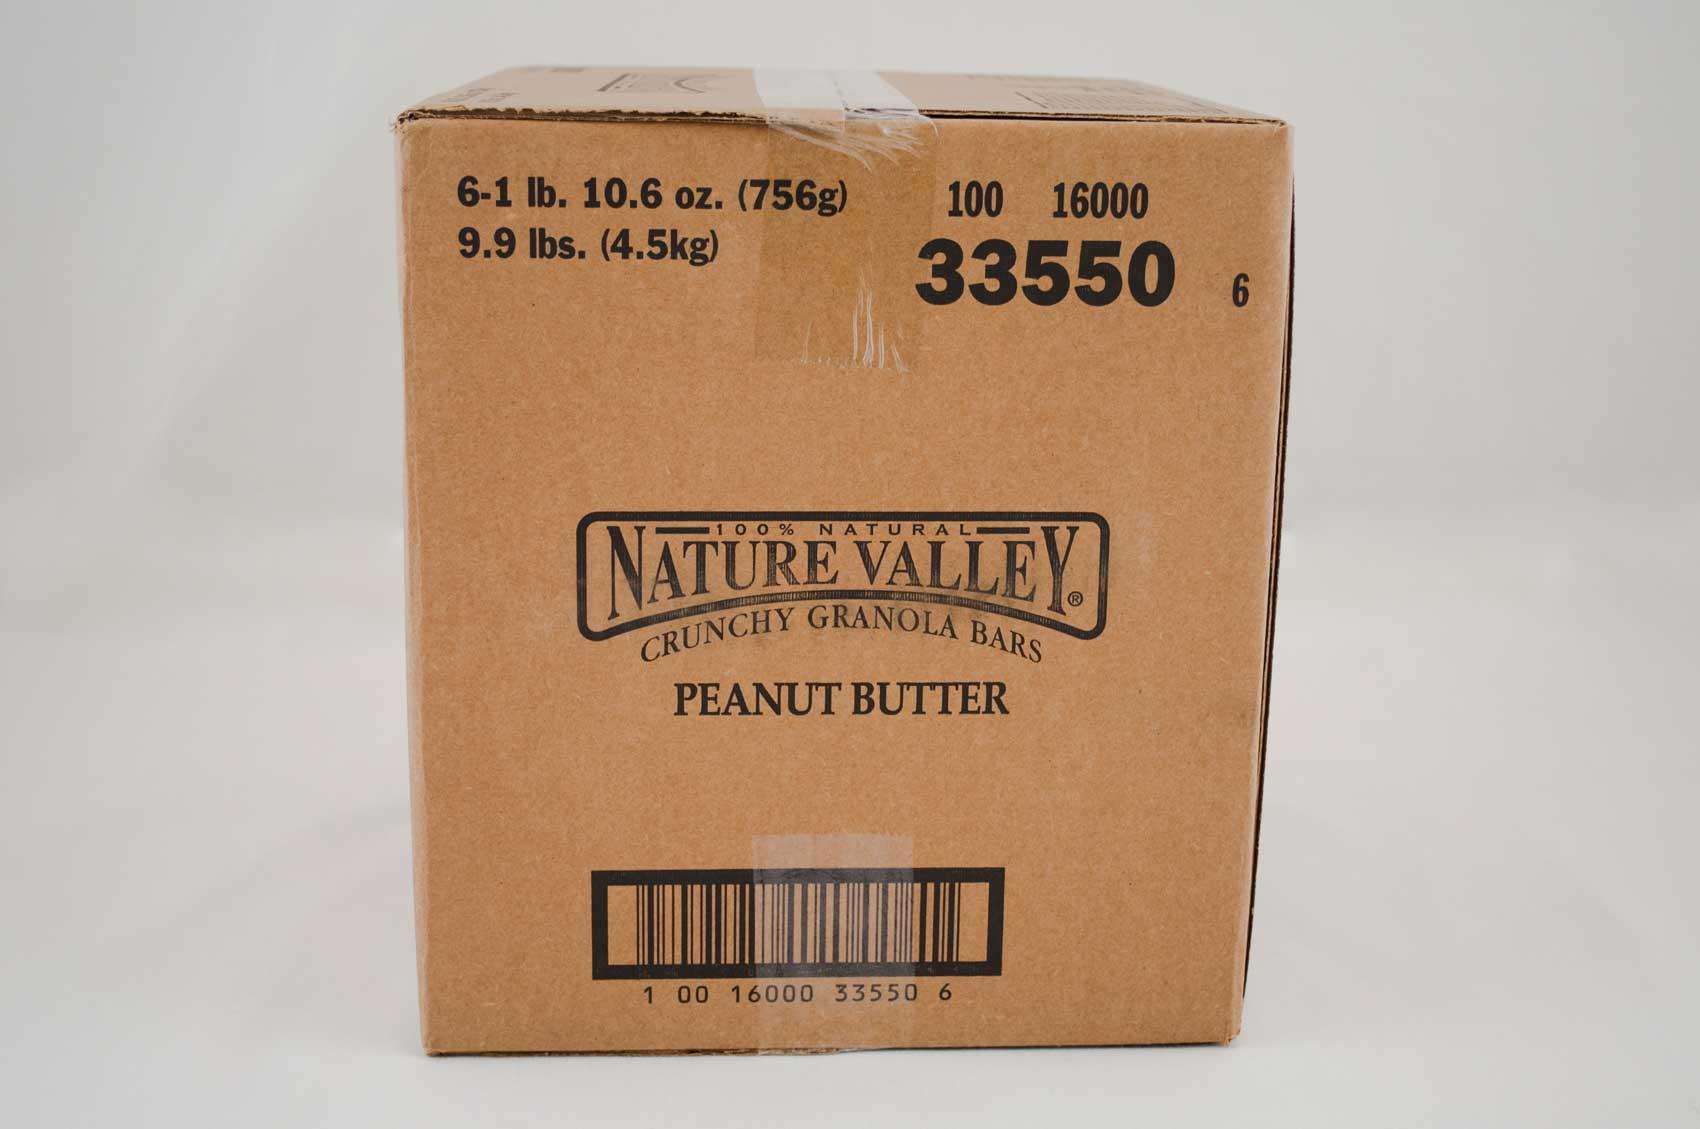 6-1 lb. 10.6 oz. (756g)
9.9 lbs. (4.5kg)
100 16000
33550 6
100% NATURAL
NATURE VALLEY®
CRUNCHY GRANOLA BARS
PEANUT BUTTER
1 00 16000 33550 6